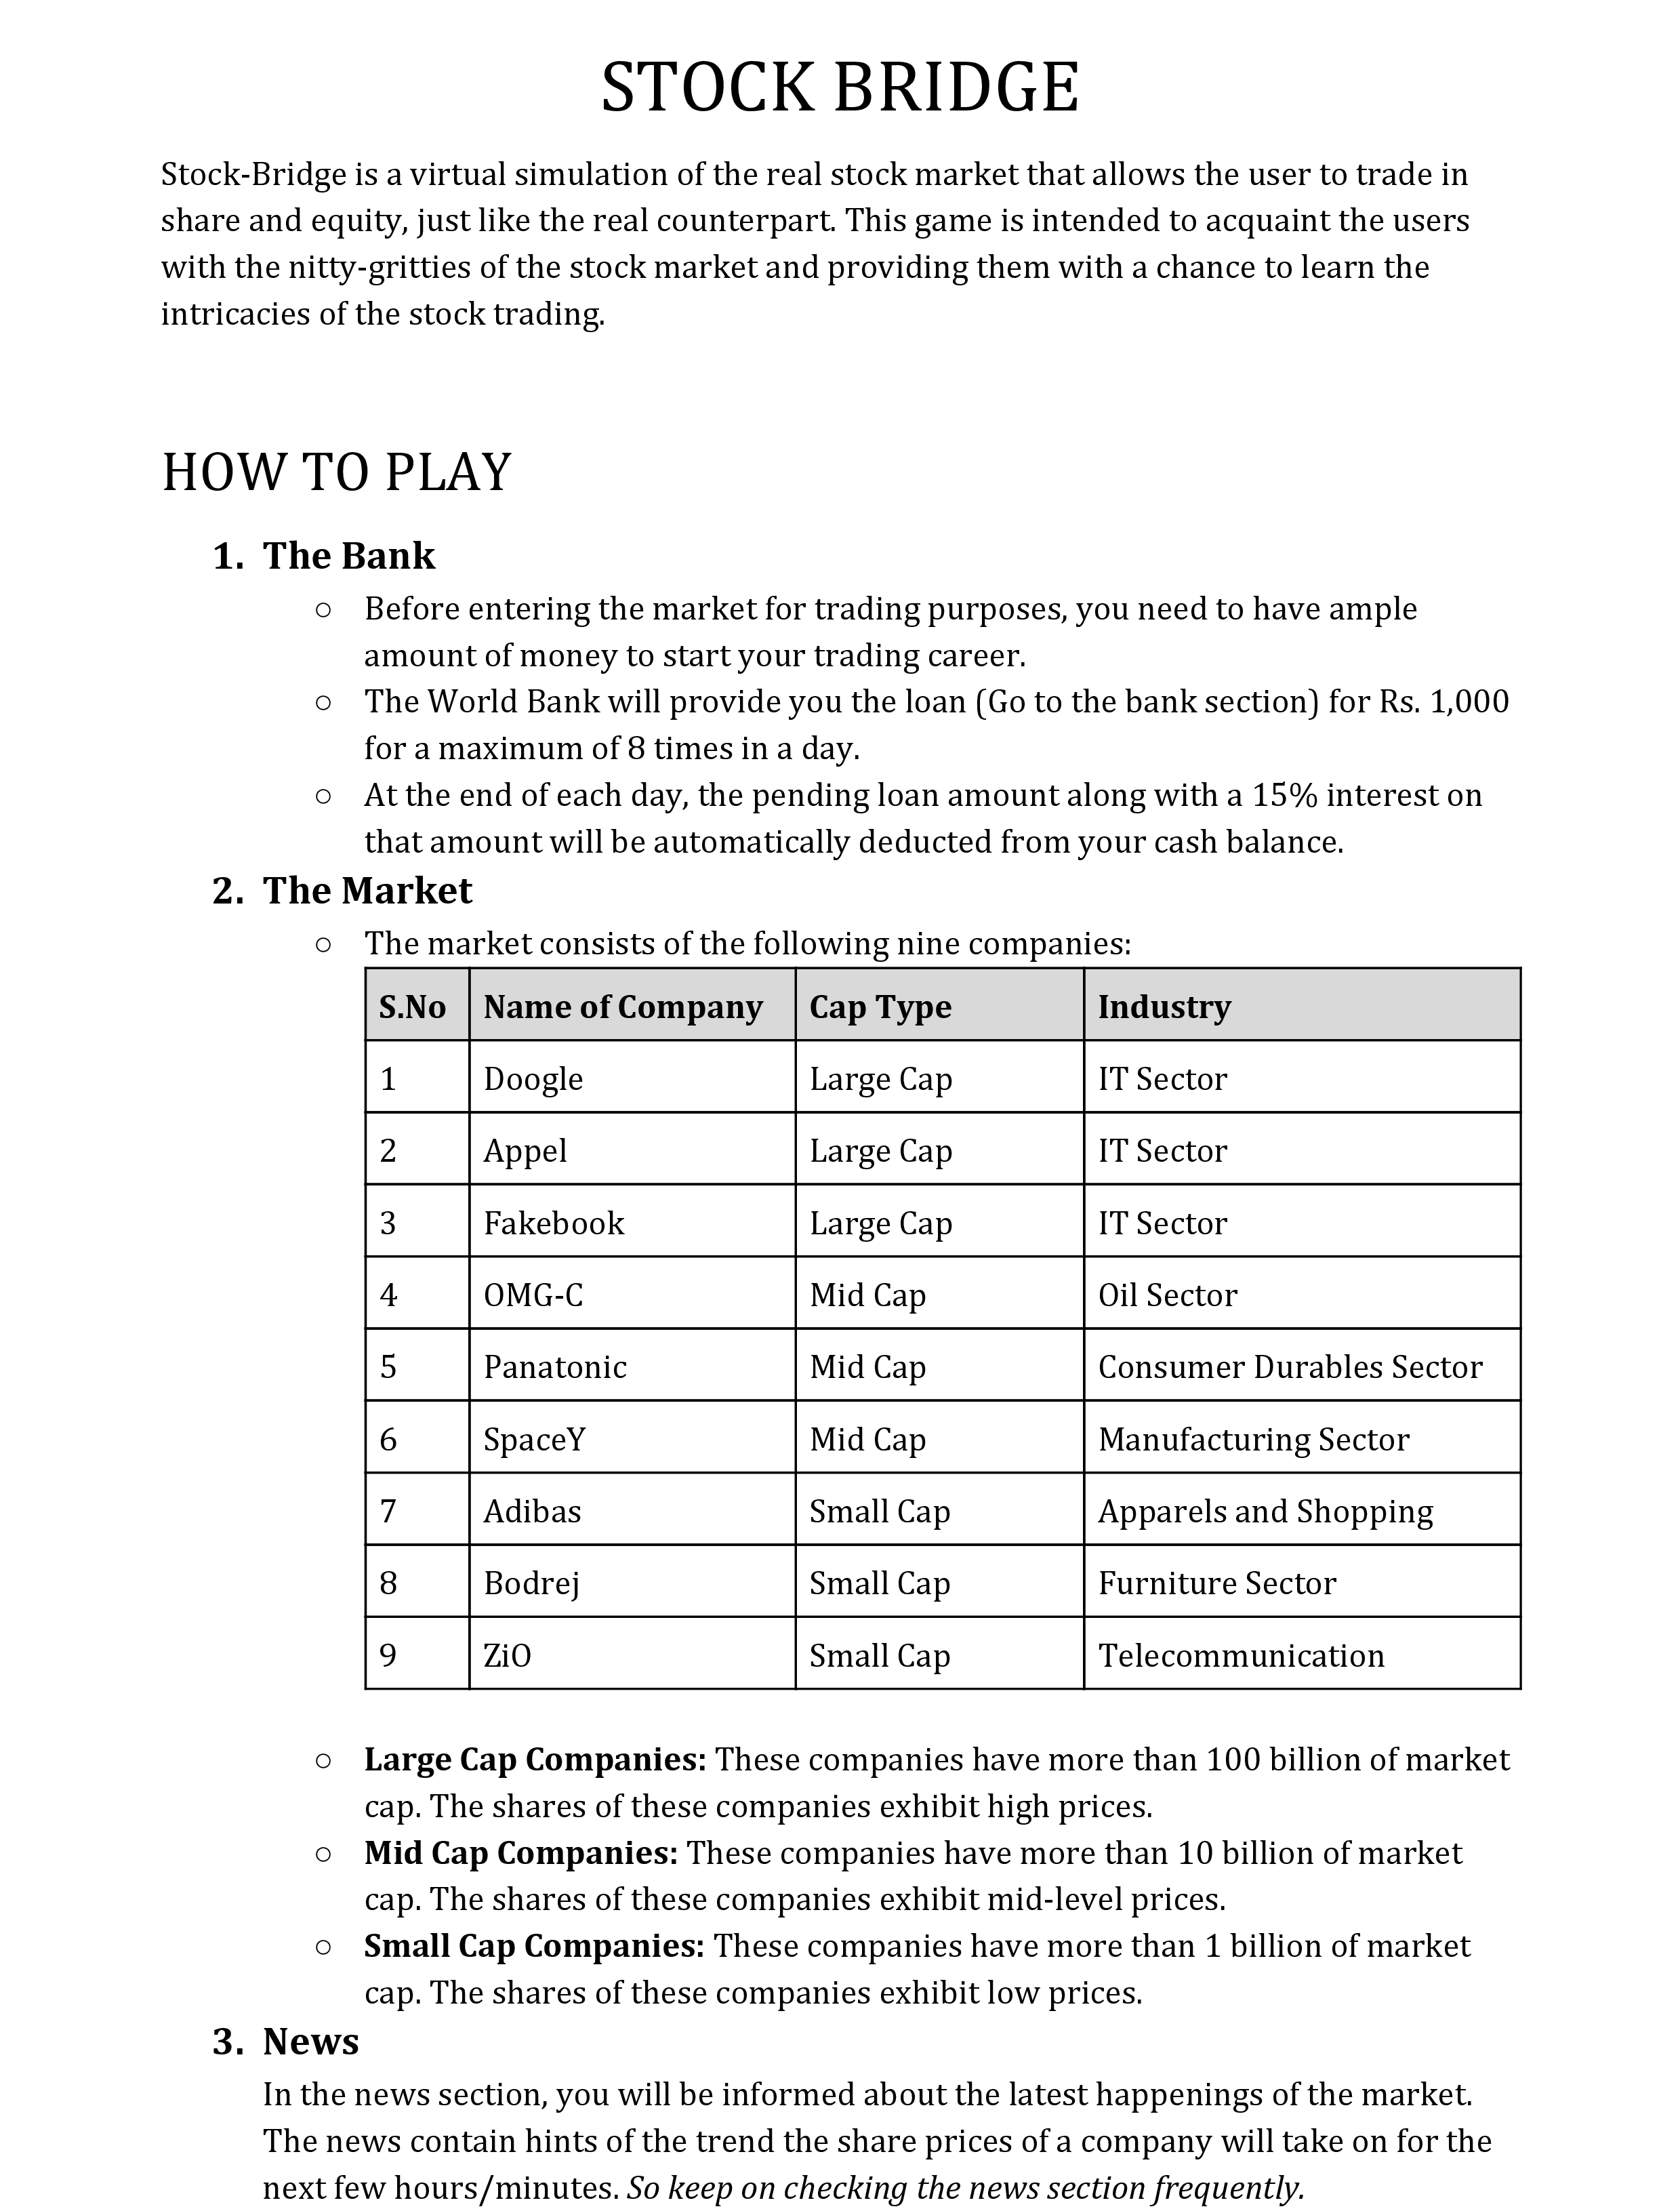 STOCK BRIDGE
Stock-Bridge is a virtual simulation of the real stock market that allows the user to trade in
share and equity, just like the real counterpart. This game is intended to acquaint the users
with the nitty-gritties of the stock market and providing them with a chance to learn the
intricacies of the stock trading.
HOW TO PLAY
1. The Bank
○ Before entering the market for trading purposes, you need to have ample
amount of money to start your trading career.
○ The World Bank will provide you the loan (Go to the bank section) for Rs. 1,000
for a maximum of 8 times in a day.
○ At the end of each day, the pending loan amount along with a 15% interest on
that amount will be automatically deducted from your cash balance.
2. The Market
○ The market consists of the following nine companies:
S.No Name of Company Cap Type Industry
1 Doogle Large Cap IT Sector
2 Appel Large Cap IT Sector
3 Fakebook Large Cap IT Sector
4 OMG-C Mid Cap Oil Sector
5 Panatonic Mid Cap Consumer Durables Sector
6 SpaceY Mid Cap Manufacturing Sector
7 Adibas Small Cap Apparels and Shopping
8 Bodrej Small Cap Furniture Sector
9 ZiO Small Cap Telecommunication
○ Large Cap Companies: These companies have more than 100 billion of market
cap. The shares of these companies exhibit high prices.
○ Mid Cap Companies: These companies have more than 10 billion of market
cap. The shares of these companies exhibit mid-level prices.
○ Small Cap Companies: These companies have more than 1 billion of market
cap. The shares of these companies exhibit low prices.
3. News
In the news section, you will be informed about the latest happenings of the market.
The news contain hints of the trend the share prices of a company will take on for the
next few hours/minutes. So keep on checking the news section frequently.